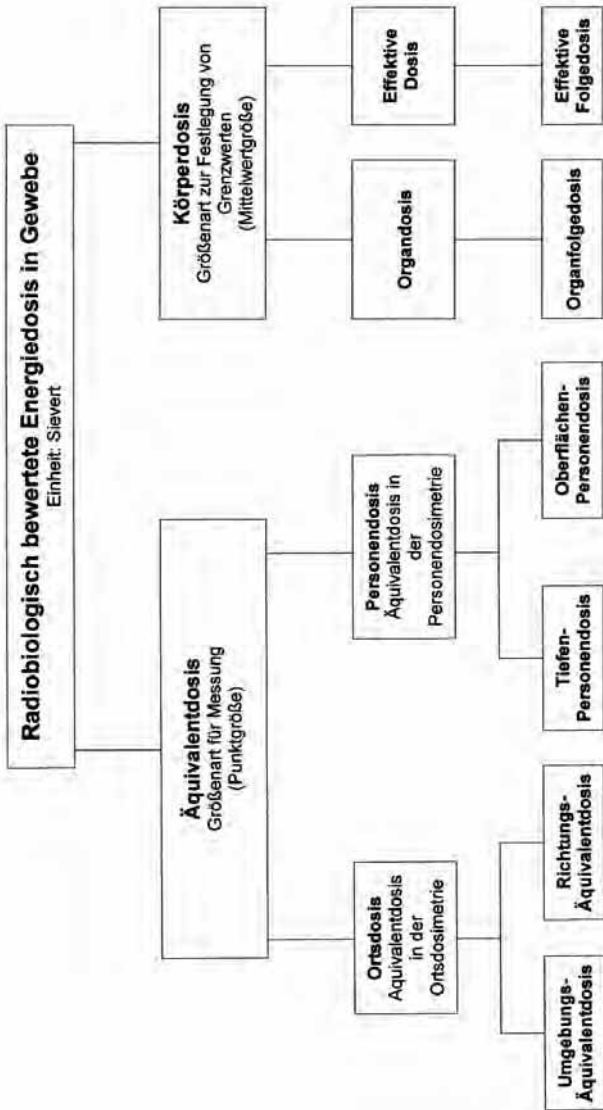 Radiobiologisch bewertete Energiedosis in Gewebe
Einheit: Sievert
Äquivalentdosis
Größenart für Messung
(Punktgröße)
Körperdosis
Größenart zur Festlegung von
Grenzwerten
(Mittelwertgröße)
Ortsdosis
Äquivalentdosis
in der
Ortsdosimetrie
Personendosis
Äquivalentdosis in
der
Personendosimetrie
Organdosis
Effektive
Dosis
Umgebungs-
Äquivalentdosis
Richtungs-
Äquivalentdosis
Tiefen-
Personendosis
Oberflächen-
Personendosis
Organfolgedosis
Effektive
Folgedosis